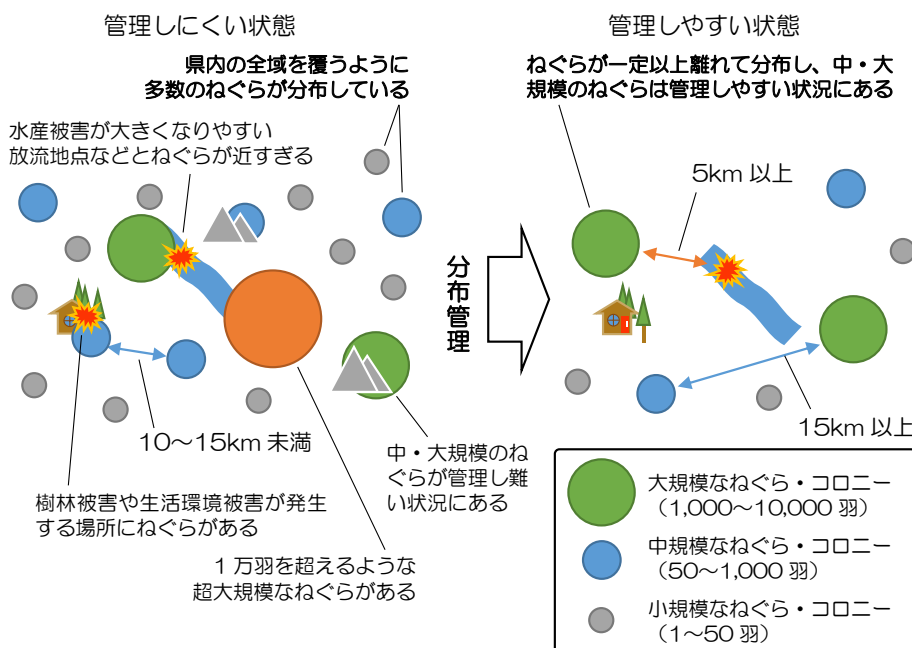 管理しにくい状態
県内の全域を覆うように
多数のねぐらが分布している
水産被害が大きくなりやすい
放流地点などとねぐらが近すぎる
10～15km 未満
樹林被害や生活環境被害が発生
する場所にねぐらがある
中・大規模のね
ぐらが管理し難
い状況にある
1 万羽を超えるような
超大規模なねぐらがある
分布管理
管理しやすい状態
ねぐらが一定以上離れて分布し、中・大
規模のねぐらは管理しやすい状況にある
5km 以上
15km 以上
大規模なねぐら・コロニー
（1,000～10,000 羽）
中規模なねぐら・コロニー
（50～1,000 羽）
小規模なねぐら・コロニー
（1～50 羽）